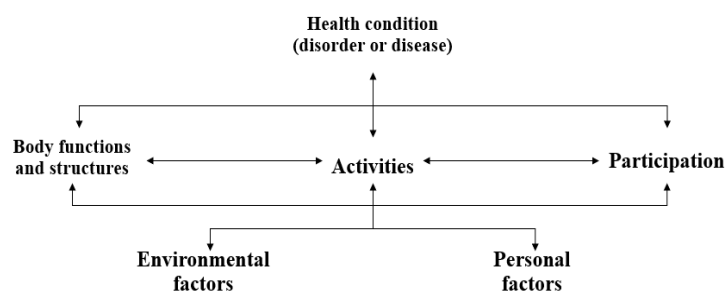 Health condition
(disorder or disease)
Body functions
and structures
Activities
Participation
Environmental
factors
Personal
factors